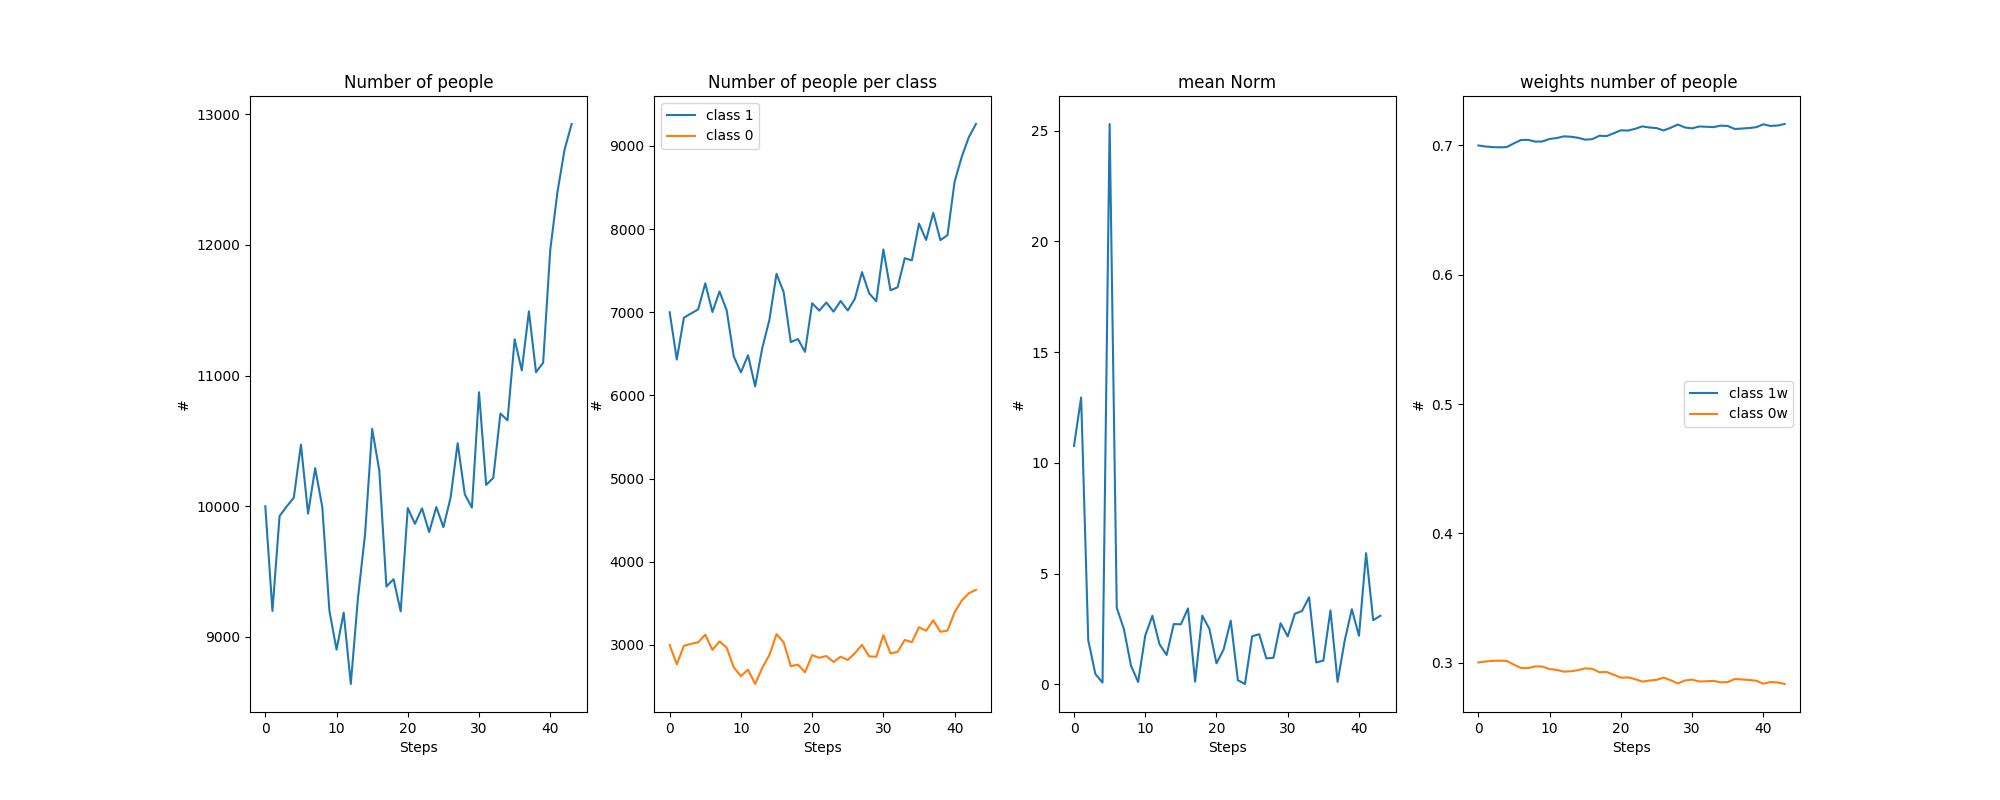 Number of people
13000
12000
11000
10000
9000
#
0 10 20 30 40
Steps
Number of people per class
class 1
class 0
9000
8000
7000
6000
5000
4000
3000
#
0 10 20 30 40
Steps
mean Norm
25
20
15
10
5
0
#
0 10 20 30 40
Steps
weights number of people
0.7
0.6
0.5
0.4
0.3
#
class 1w
class 0w
0 10 20 30 40
Steps